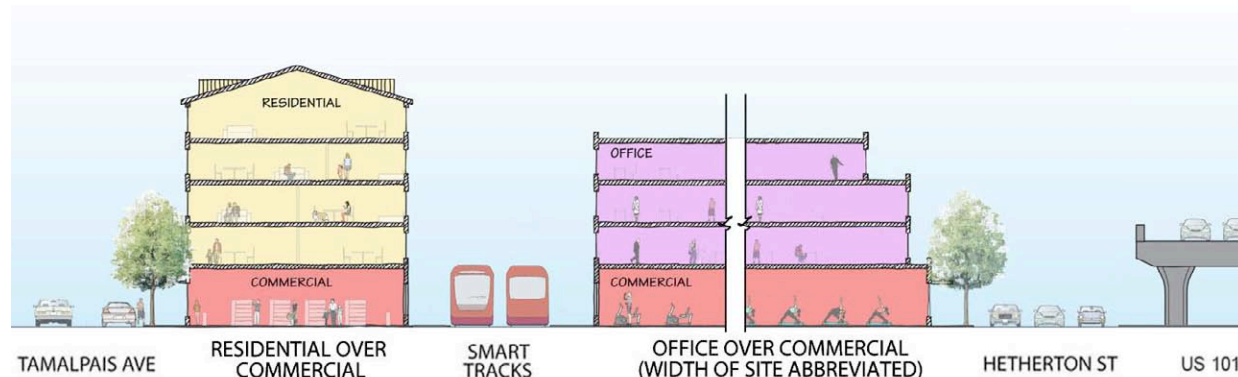 RESIDENTIAL
OFFICE
COMMERCIAL
COMMERCIAL
TAMALPAIS AVE
RESIDENTIAL OVER
COMMERCIAL
SMART
TRACKS
OFFICE OVER COMMERCIAL
(WIDTH OF SITE ABBREVIATED)
HETHERTON ST
US 101